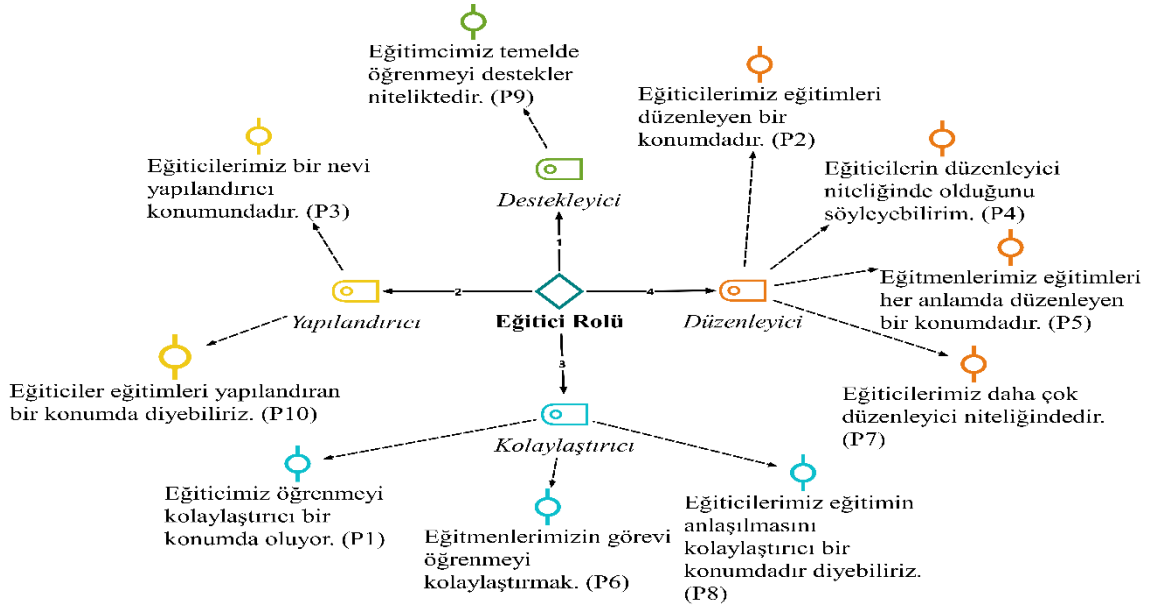 Eğitimcimiz temelde
öğrenmeyi destekler
niteliktedir. (P9)
Eğiticilerimiz eğitimleri
düzenleyen bir
konumdadır. (P2)
Eğiticilerimiz bir nevi
yapılandırıcı
konumundadır. (P3)
Eğiticilerin düzenleyici
niteliğinde olduğunu
söyleyebilirim. (P4)
Destekleyici
1
Eğitmenlerimiz eğitimleri
her anlamda düzenleyen
bir konumdadır. (P5)
2
4
Yapılandırıcı
Eğitici Rolü
Düzenleyici
3
Eğiticiler eğitimleri yapılandıran
bir konumda diyebiliriz. (P10)
Eğiticilerimiz daha çok
düzenleyici niteliğindedir.
(P7)
Kolaylaştırıcı
Eğiticimiz öğrenmeyi
kolaylaştırıcı bir
konumda oluyor. (P1)
Eğitmenlerimizin görevi
öğrenmeyi
kolaylaştırmak. (P6)
Eğiticilerimiz eğitimin
anlaşılmasını
kolaylaştırıcı bir
konumdadır diyebiliriz.
(P8)